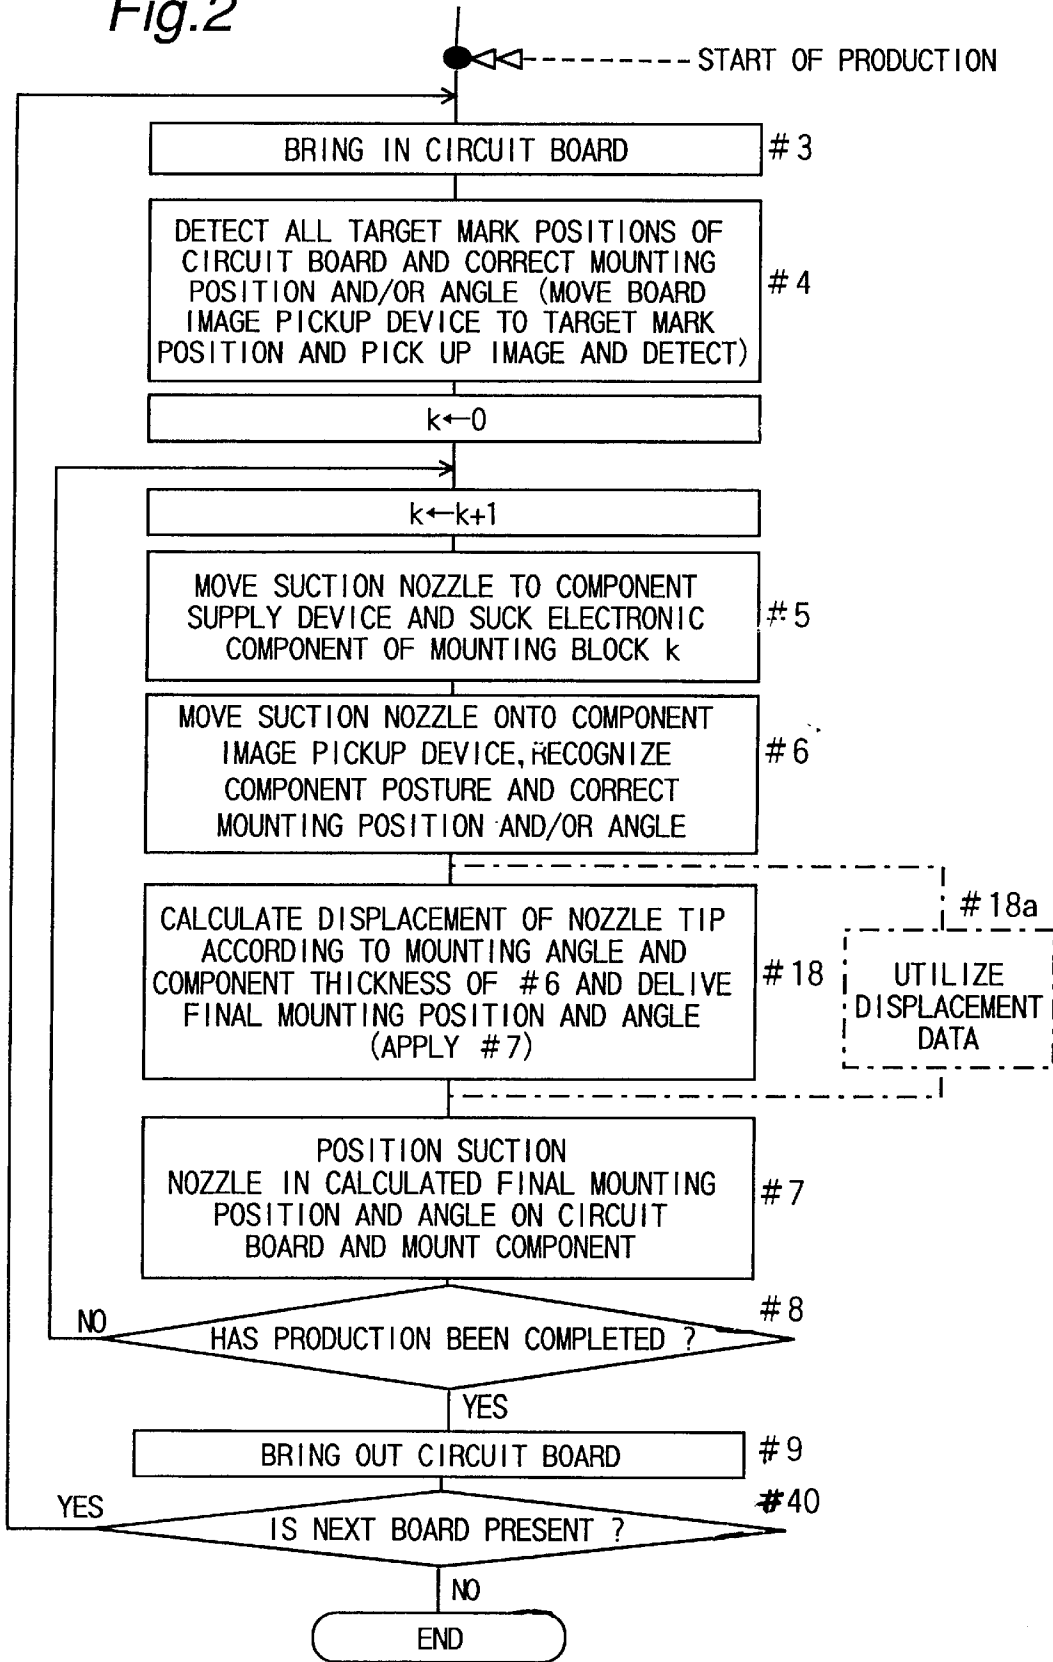 Fig.2
START OF PRODUCTION
BRING IN CIRCUIT BOARD
#3
DETECT ALL TARGET MARK POSITIONS OF
CIRCUIT BOARD AND CORRECT MOUNTING
POSITION AND/OR ANGLE (MOVE BOARD
IMAGE PICKUP DEVICE TO TARGET MARK
POSITION AND PICK UP IMAGE AND DETECT)
#4
k←0
k←k+1
MOVE SUCTION NOZZLE TO COMPONENT
SUPPLY DEVICE AND SUCK ELECTRONIC
COMPONENT OF MOUNTING BLOCK k
#5
MOVE SUCTION NOZZLE ONTO COMPONENT
IMAGE PICKUP DEVICE, RECOGNIZE
COMPONENT POSTURE AND CORRECT
MOUNTING POSITION AND/OR ANGLE
#6
CALCULATE DISPLACEMENT OF NOZZLE TIP
ACCORDING TO MOUNTING ANGLE AND
COMPONENT THICKNESS OF #6 AND DELIVE
FINAL MOUNTING POSITION AND ANGLE
(APPLY #7)
#18
#18a
UTILIZE
DISPLACEMENT
DATA
POSITION SUCTION
NOZZLE IN CALCULATED FINAL MOUNTING
POSITION AND ANGLE ON CIRCUIT
BOARD AND MOUNT COMPONENT
#7
#8
NO
HAS PRODUCTION BEEN COMPLETED ?
YES
BRING OUT CIRCUIT BOARD
#9
#40
YES
IS NEXT BOARD PRESENT ?
NO
END